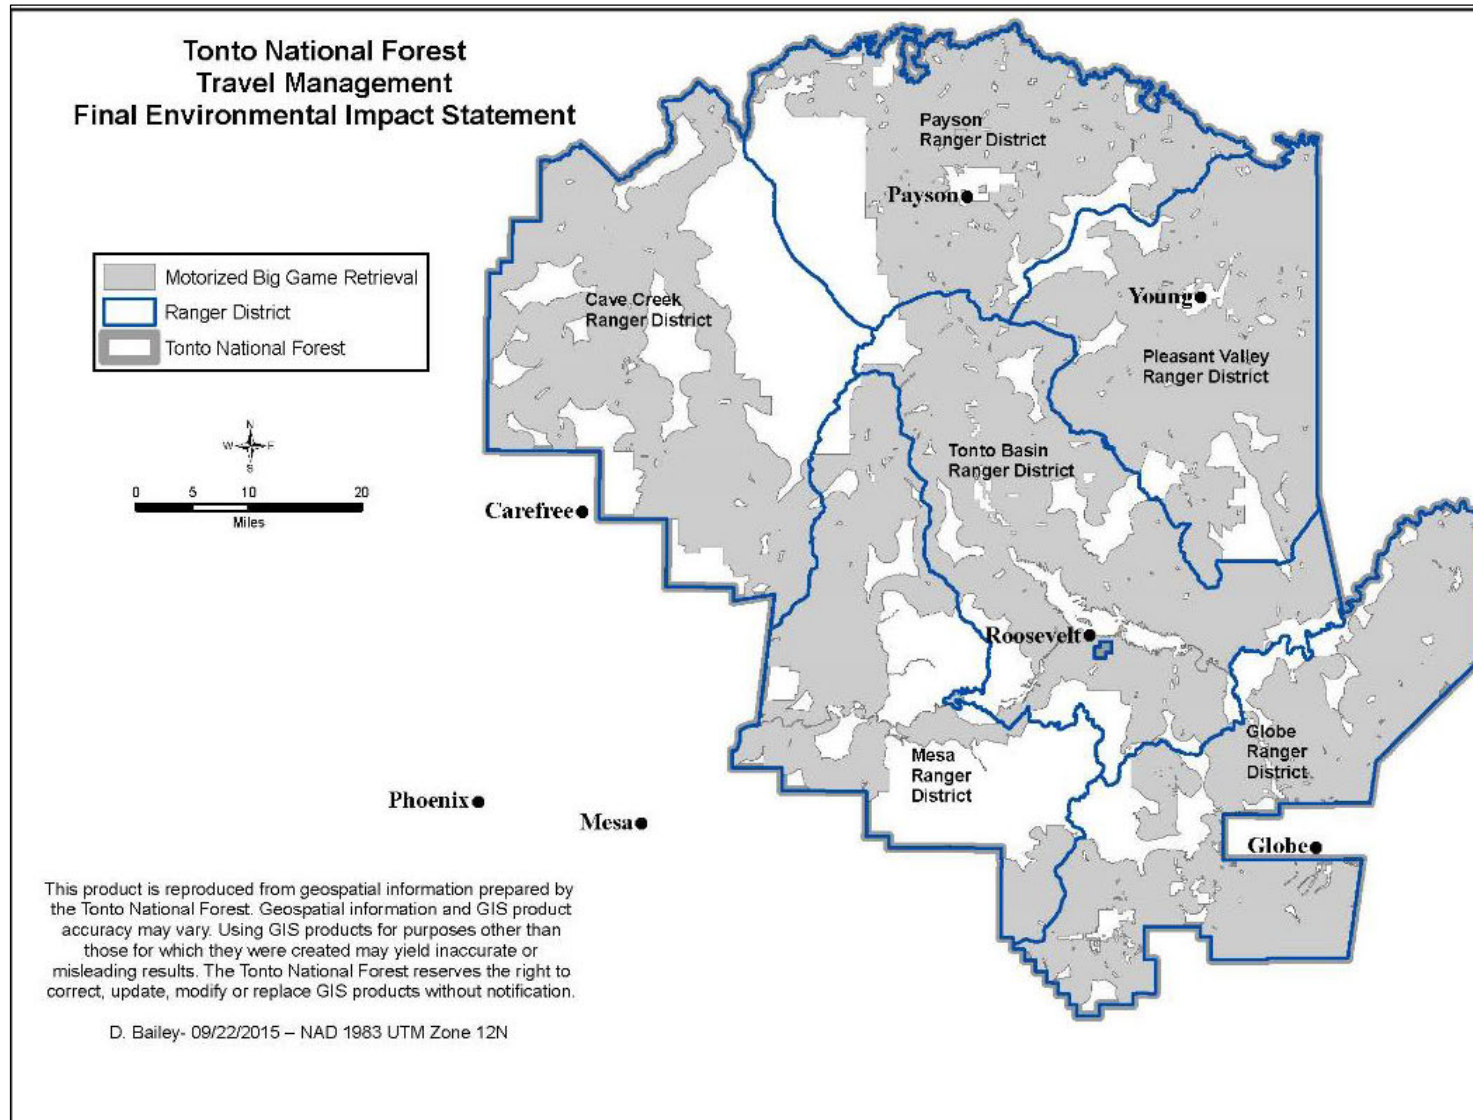 Tonto National Forest
Travel Management
Final Environmental Impact Statement
Motorized Big Game Retrieval
Ranger District
Tonto National Forest
N
W
E
S
0
5
10
20
Miles
Payson
Ranger District
Payson
Cave Creek
Ranger District
Young
Pleasant Valley
Ranger District
Tonto Basin
Ranger District
Carefree
Roosevelt
Mesa
Ranger
District
Globe
Ranger
District
Phoenix
Mesa
Globe
This product is reproduced from geospatial information prepared by
the Tonto National Forest. Geospatial information and GIS product
accuracy may vary. Using GIS products for purposes other than
those for which they were created may yield inaccurate or
misleading results. The Tonto National Forest reserves the right to
correct, update, modify or replace GIS products without notification.
D. Bailey- 09/22/2015 – NAD 1983 UTM Zone 12N